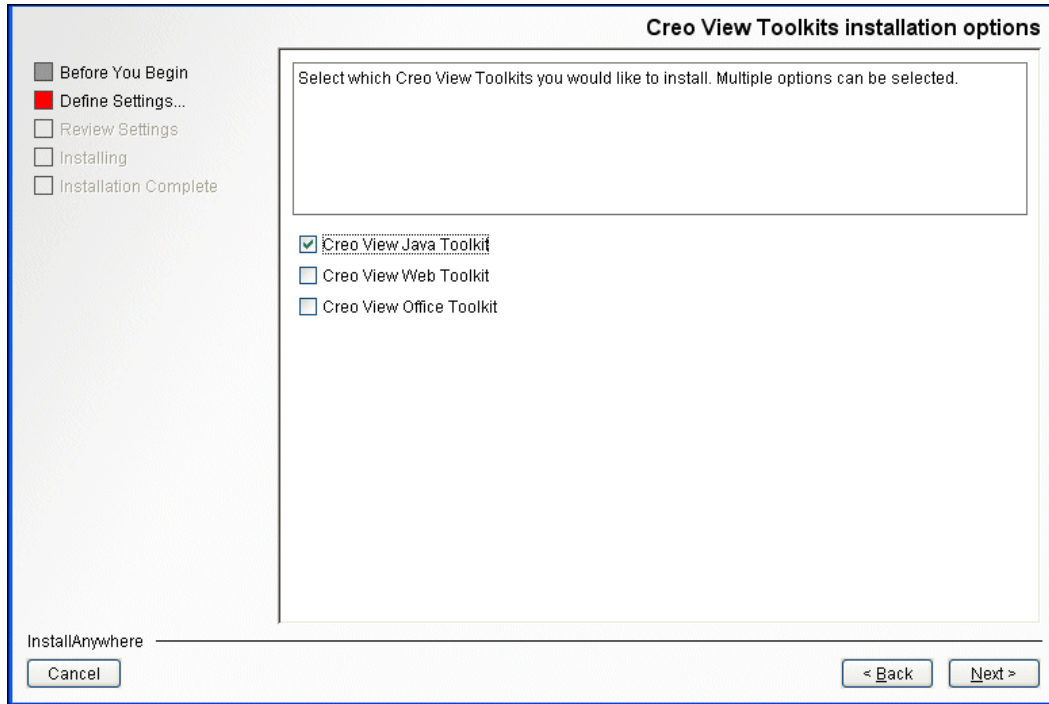 Creo View Toolkits installation options
Before You Begin
Define Settings...
Review Settings
Installing
Installation Complete
Select which Creo View Toolkits you would like to install. Multiple options can be selected.
Creo View Java Toolkit
Creo View Web Toolkit
Creo View Office Toolkit
InstallAnywhere
Cancel
< Back
Next >